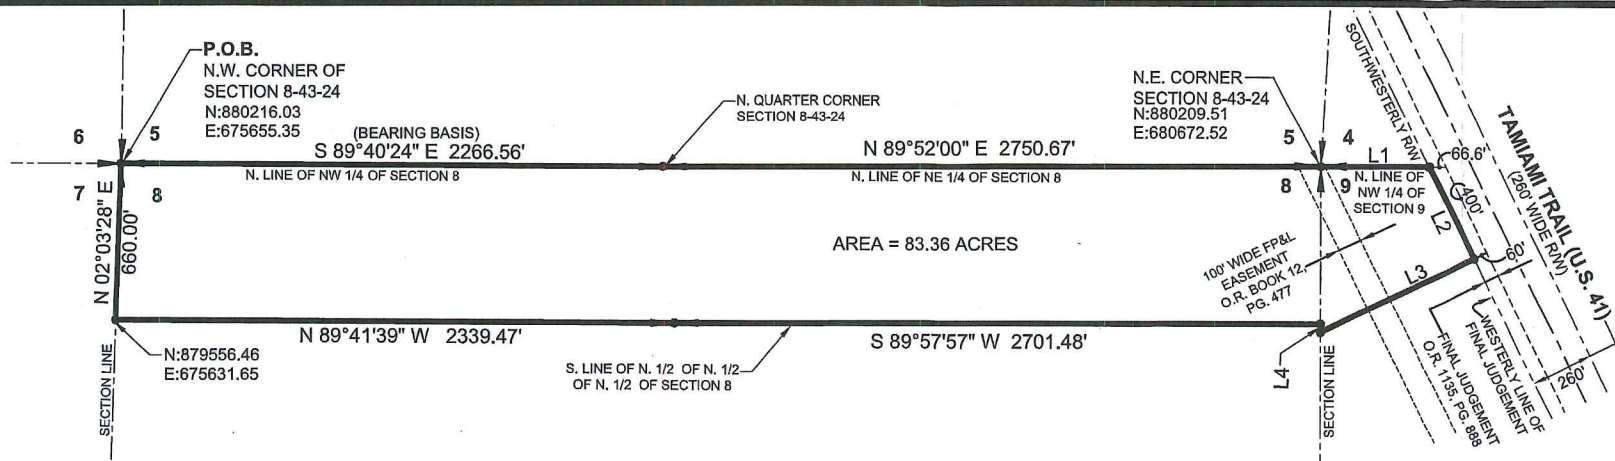 P.O.B.
N.W. CORNER OF
SECTION 8-43-24
N:880216.03
E:675655.35
6
5
7
8
(BEARING BASIS)
S 89°40'24" E 2266.56'
N. LINE OF NW 1/4 OF SECTION 8
N. QUARTER CORNER
SECTION 8-43-24
N 89°52'00" E 2750.67'
N. LINE OF NE 1/4 OF SECTION 8
N.E. CORNER
SECTION 8-43-24
N:880209.51
E:680672.52
5
4
8
9
L1
N. LINE OF
NW 1/4 OF
SECTION 9
SOUTHWESTERLY R/W
66.6'
400'
L2
60'
L3
TAMIAMI TRAIL (U.S. 41)
(260' WIDE R/W)
N 02°03'28" E
660.00'
AREA = 83.36 ACRES
100' WIDE FP&L
EASEMENT
O.R. BOOK 12,
PG. 477
N 89°41'39" W 2339.47'
S 89°57'57" W 2701.48'
N:879556.46
E:675631.65
S. LINE OF N. 1/2 OF N. 1/2
OF N. 1/2 OF SECTION 8
L4
SECTION LINE
SECTION LINE
WESTERLY LINE OF
FINAL JUDGEMENT
FINAL JUDGEMENT
O.R. 1135, PG. 888
260'